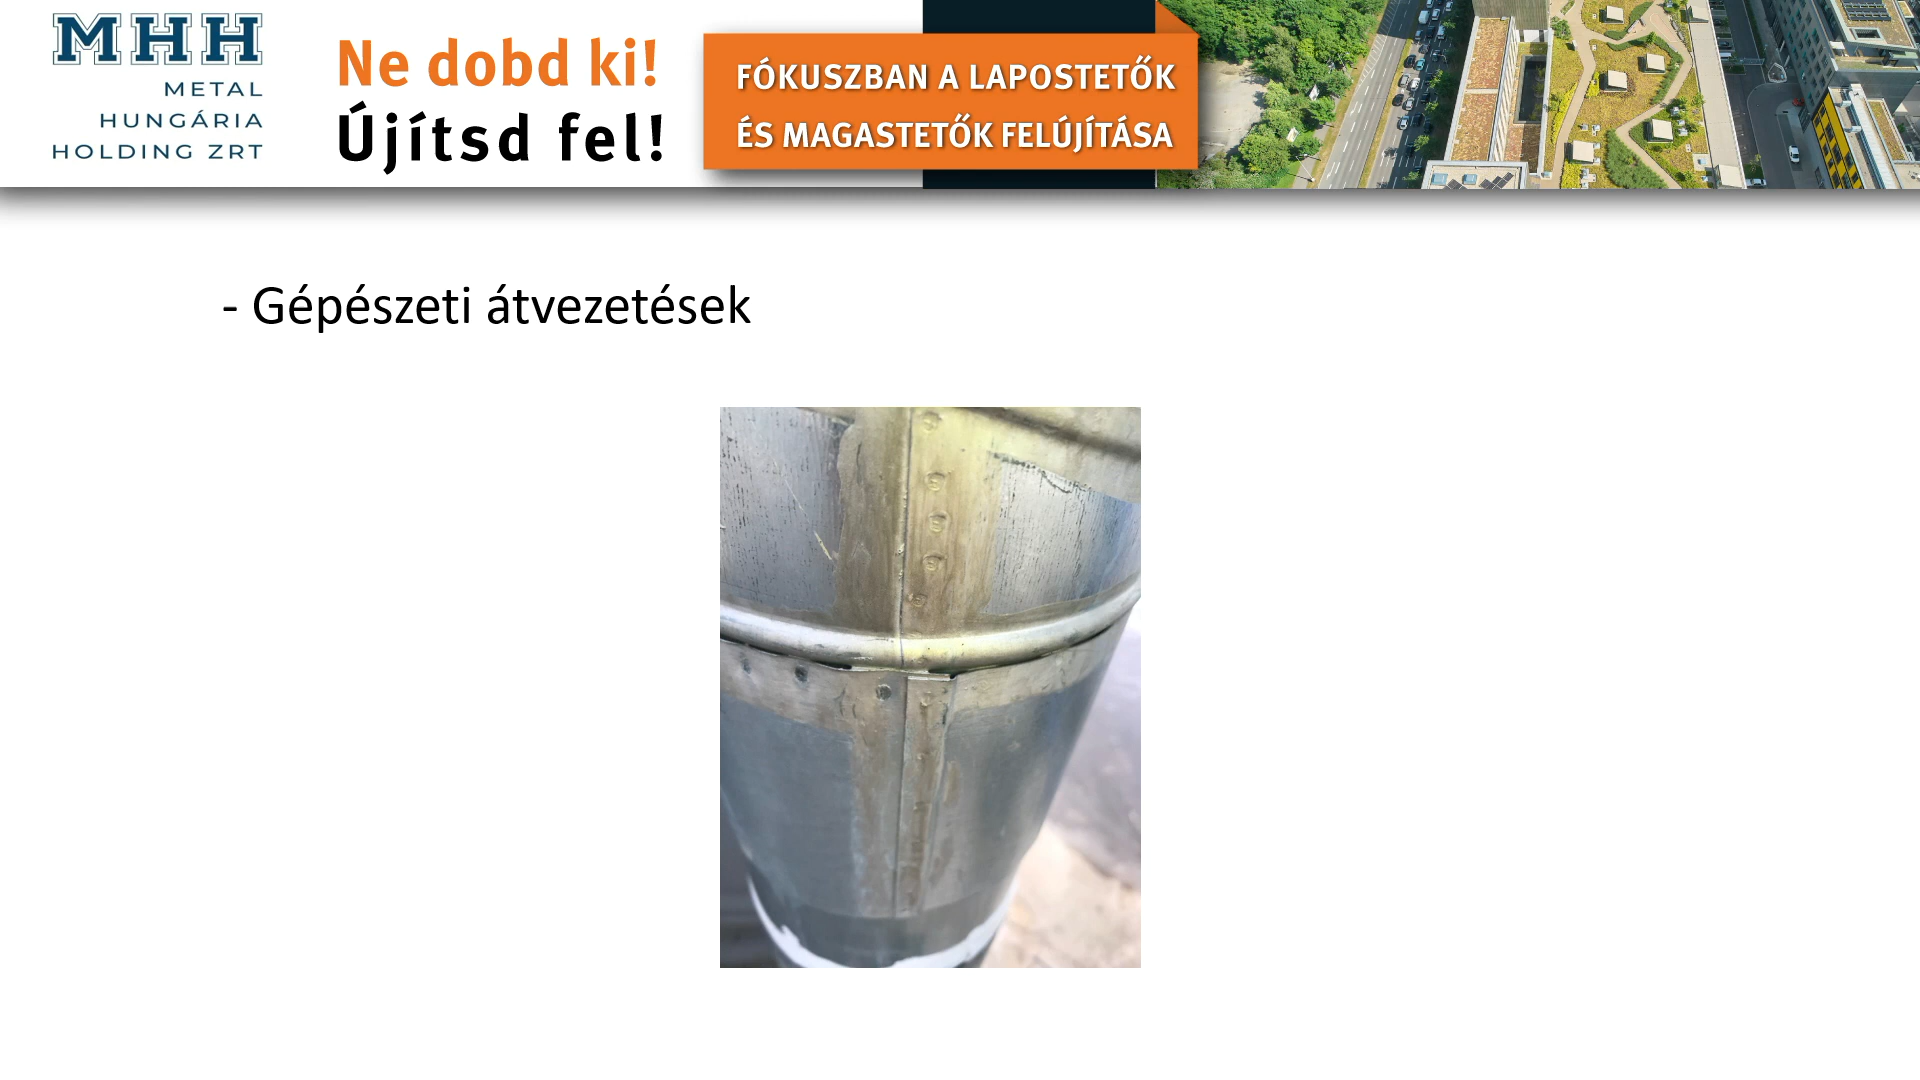 MHH
METAL
HUNGÁRIA
HOLDING ZRT
Ne dobd ki!
Újítsd fel!
FÓKUSZBAN A LAPOSTETŐK
ÉS MAGASTETŐK FELÚJÍTÁSA
- Gépészeti átvezetések